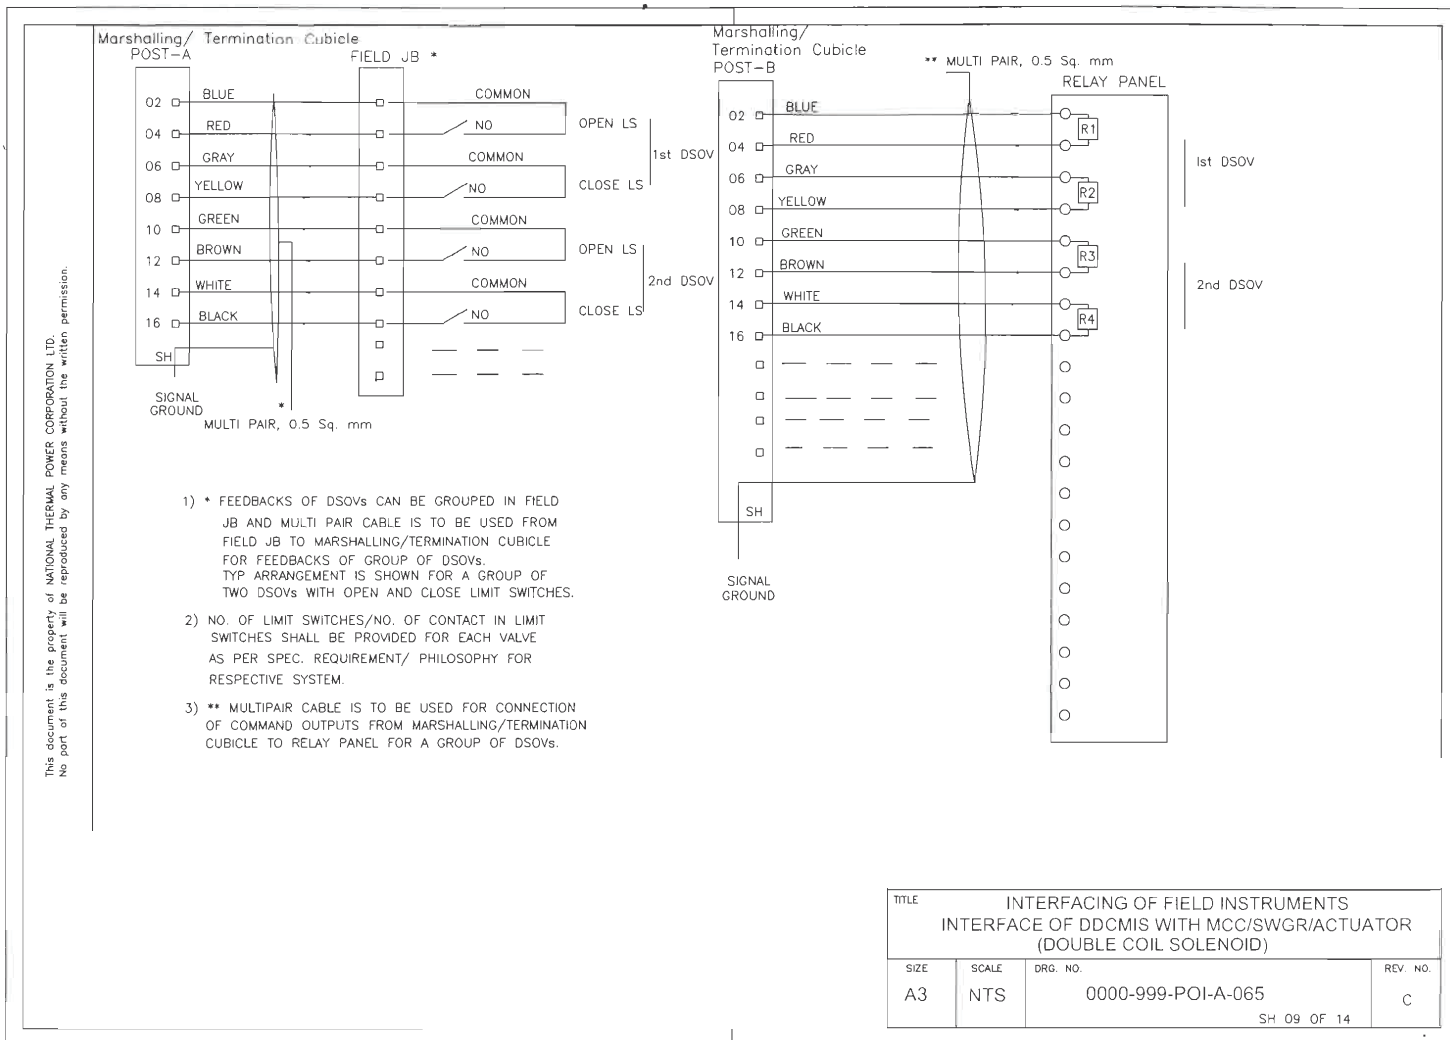 Marshalling/ Termination Cubicle
POST-A
FIELD JB *
02 BLUE COMMON
04 RED NO OPEN LS
06 GRAY COMMON
08 YELLOW NO CLOSE LS
1st DSOV
10 GREEN COMMON
12 BROWN NO OPEN LS
14 WHITE COMMON
16 BLACK NO CLOSE LS
2nd DSOV
SH
SIGNAL
GROUND
*
MULTI PAIR, 0.5 Sq. mm
Marshalling/
Termination Cubicle
POST-B
** MULTI PAIR, 0.5 Sq. mm
RELAY PANEL
02 BLUE
R1
04 RED
1st DSOV
06 GRAY
R2
08 YELLOW
10 GREEN
R3
12 BROWN
2nd DSOV
14 WHITE
R4
16 BLACK
SH
SIGNAL
GROUND
1) * FEEDBACKS OF DSOVs CAN BE GROUPED IN FIELD
JB AND MULTI PAIR CABLE IS TO BE USED FROM
FIELD JB TO MARSHALLING/TERMINATION CUBICLE
FOR FEEDBACKS OF GROUP OF DSOVs.
TYP ARRANGEMENT IS SHOWN FOR A GROUP OF
TWO DSOVs WITH OPEN AND CLOSE LIMIT SWITCHES.
2) NO. OF LIMIT SWITCHES/NO. OF CONTACT IN LIMIT
SWITCHES SHALL BE PROVIDED FOR EACH VALVE
AS PER SPEC. REQUIREMENT/ PHILOSOPHY FOR
RESPECTIVE SYSTEM.
3) ** MULTIPAIR CABLE IS TO BE USED FOR CONNECTION
OF COMMAND OUTPUTS FROM MARSHALLING/TERMINATION
CUBICLE TO RELAY PANEL FOR A GROUP OF DSOVs.
This document is the property of NATIONAL THERMAL POWER CORPORATION LTD.
No part of this document will be reproduced by any means without the written permission.
TITLE
INTERFACING OF FIELD INSTRUMENTS
INTERFACE OF DDCMIS WITH MCC/SWGR/ACTUATOR
(DOUBLE COIL SOLENOID)
SIZE
A3
SCALE
NTS
DRG. NO.
0000-999-POI-A-065
SH 09 OF 14
REV. NO.
C